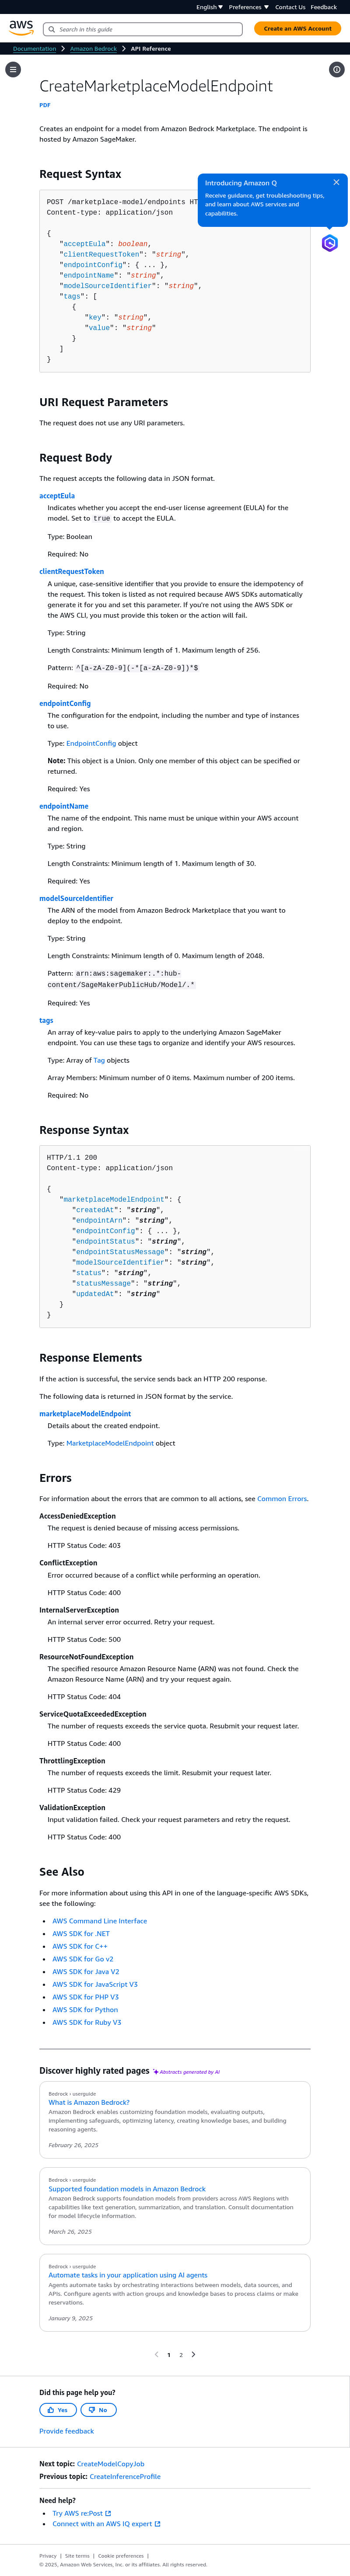 English Preferences Contact Us Feedback
aws Search in this guide Create an AWS Account
Documentation Amazon Bedrock API Reference
CreateMarketplaceModelEndpoint
PDF
Creates an endpoint for a model from Amazon Bedrock Marketplace. The endpoint is
hosted by Amazon SageMaker.
Request Syntax
POST /marketplace-model/endpoints HT
Content-type: application/json
{
"acceptEula": boolean,
"clientRequestToken": "string",
"endpointConfig": { ... },
"endpointName": "string",
"modelSourceIdentifier": "string",
"tags": [
{
"key": "string",
"value": "string"
}
]
}
Introducing Amazon Q
Receive guidance, get troubleshooting tips,
and learn about AWS services and
capabilities.
URI Request Parameters
The request does not use any URI parameters.
Request Body
The request accepts the following data in JSON format.
acceptEula
Indicates whether you accept the end-user license agreement (EULA) for the
model. Set to true to accept the EULA.
Type: Boolean
Required: No
clientRequestToken
A unique, case-sensitive identifier that you provide to ensure the idempotency of
the request. This token is listed as not required because AWS SDKs automatically
generate it for you and set this parameter. If you're not using the AWS SDK or
the AWS CLI, you must provide this token or the action will fail.
Type: String
Length Constraints: Minimum length of 1. Maximum length of 256.
Pattern: ^[a-zA-Z0-9](-*[a-zA-Z0-9])*$
Required: No
endpointConfig
The configuration for the endpoint, including the number and type of instances
to use.
Type: EndpointConfig object
Note: This object is a Union. Only one member of this object can be specified or
returned.
Required: Yes
endpointName
The name of the endpoint. This name must be unique within your AWS account
and region.
Type: String
Length Constraints: Minimum length of 1. Maximum length of 30.
Required: Yes
modelSourceIdentifier
The ARN of the model from Amazon Bedrock Marketplace that you want to
deploy to the endpoint.
Type: String
Length Constraints: Minimum length of 0. Maximum length of 2048.
Pattern: arn:aws:sagemaker:.*:hub-
content/SageMakerPublicHub/Model/.*
Required: Yes
tags
An array of key-value pairs to apply to the underlying Amazon SageMaker
endpoint. You can use these tags to organize and identify your AWS resources.
Type: Array of Tag objects
Array Members: Minimum number of 0 items. Maximum number of 200 items.
Required: No
Response Syntax
HTTP/1.1 200
Content-type: application/json
{
"marketplaceModelEndpoint": {
"createdAt": "string",
"endpointArn": "string",
"endpointConfig": { ... },
"endpointStatus": "string",
"endpointStatusMessage": "string",
"modelSourceIdentifier": "string",
"status": "string",
"statusMessage": "string",
"updatedAt": "string"
}
}
Response Elements
If the action is successful, the service sends back an HTTP 200 response.
The following data is returned in JSON format by the service.
marketplaceModelEndpoint
Details about the created endpoint.
Type: MarketplaceModelEndpoint object
Errors
For information about the errors that are common to all actions, see Common Errors.
AccessDeniedException
The request is denied because of missing access permissions.
HTTP Status Code: 403
ConflictException
Error occurred because of a conflict while performing an operation.
HTTP Status Code: 400
InternalServerException
An internal server error occurred. Retry your request.
HTTP Status Code: 500
ResourceNotFoundException
The specified resource Amazon Resource Name (ARN) was not found. Check the
Amazon Resource Name (ARN) and try your request again.
HTTP Status Code: 404
ServiceQuotaExceededException
The number of requests exceeds the service quota. Resubmit your request later.
HTTP Status Code: 400
ThrottlingException
The number of requests exceeds the limit. Resubmit your request later.
HTTP Status Code: 429
ValidationException
Input validation failed. Check your request parameters and retry the request.
HTTP Status Code: 400
See Also
For more information about using this API in one of the language-specific AWS SDKs,
see the following:
• AWS Command Line Interface
• AWS SDK for .NET
• AWS SDK for C++
• AWS SDK for Go v2
• AWS SDK for Java V2
• AWS SDK for JavaScript V3
• AWS SDK for PHP V3
• AWS SDK for Python
• AWS SDK for Ruby V3
Discover highly rated pages Abstracts generated by AI
Bedrock › userguide
What is Amazon Bedrock?
Amazon Bedrock enables customizing foundation models, evaluating outputs,
implementing safeguards, optimizing latency, creating knowledge bases, and building
reasoning agents.
February 26, 2025
Bedrock › userguide
Supported foundation models in Amazon Bedrock
Amazon Bedrock supports foundation models from providers across AWS Regions with
capabilities like text generation, summarization, and translation. Consult documentation
for model lifecycle information.
March 26, 2025
Bedrock › userguide
Automate tasks in your application using AI agents
Agents automate tasks by orchestrating interactions between models, data sources, and
APIs. Configure agents with action groups and knowledge bases to process claims or make
reservations.
January 9, 2025
1 2
Did this page help you?
Yes No
Provide feedback
Next topic: CreateModelCopyJob
Previous topic: CreateInferenceProfile
Need help?
• Try AWS re:Post
• Connect with an AWS IQ expert
Privacy | Site terms | Cookie preferences |
© 2025, Amazon Web Services, Inc. or its affiliates. All rights reserved.